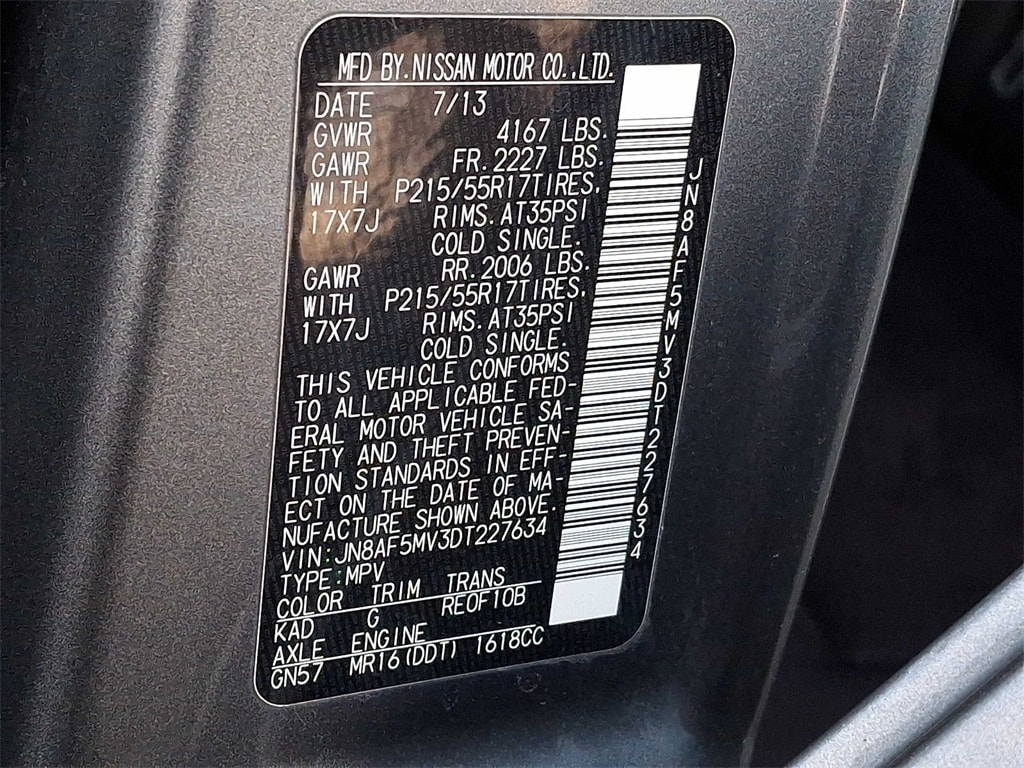 MFD BY.NISSAN MOTOR CO.,LTD.
DATE 7/13
GVWR 4167 LBS.
GAWR FR.2227 LBS.
WITH P215/55R17TIRES.
17X7J RIMS.AT35PSI
COLD SINGLE.
GAWR RR.2006 LBS.
WITH P215/55R17TIRES.
17X7J RIMS.AT35PSI
COLD SINGLE.
THIS VEHICLE CONFORMS
TO ALL APPLICABLE FED-
ERAL MOTOR VEHICLE SA-
FETY AND THEFT PREVEN-
TION STANDARDS IN EFF-
ECT ON THE DATE OF MA-
NUFACTURE SHOWN ABOVE.
VIN:JN8AF5MV3DT227634
TYPE:MPV
COLOR TRIM TRANS
KAD G RE0F10B
AXLE ENGINE
GN57 MR16(DDT) 1618CC
JN8AF5MV3DT227634